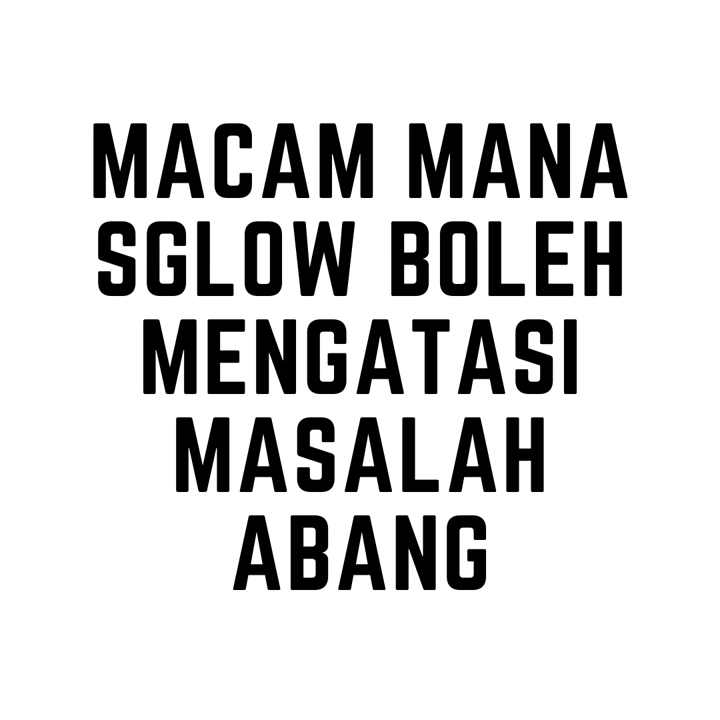 MACAM MANA
SGLOW BOLEH
MENGATASI
MASALAH
ABANG